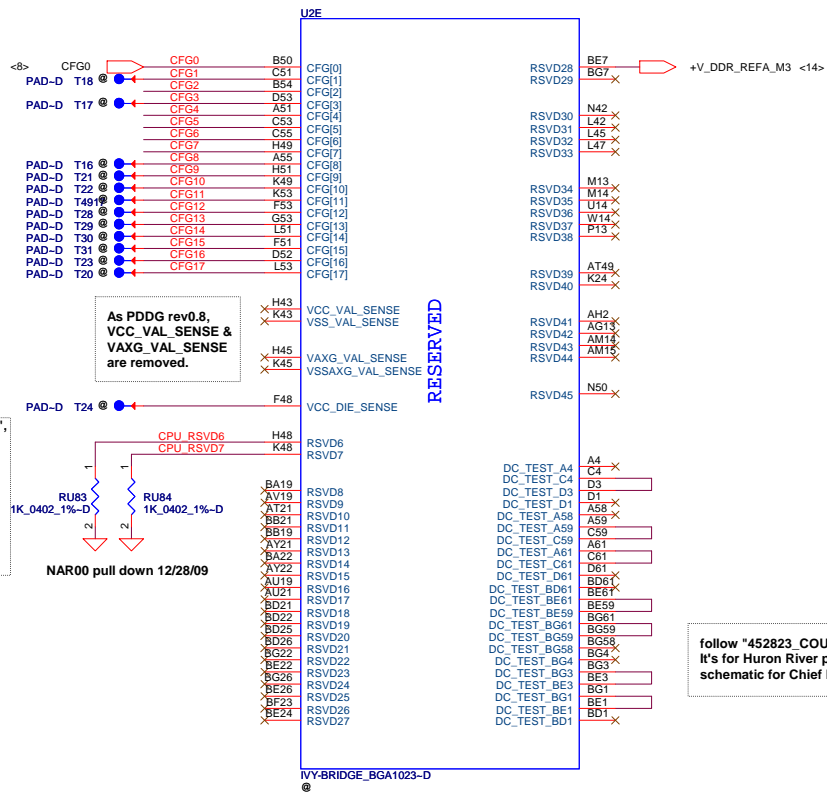 U2E
<8> CFG0 CFG0 B50 CFG[0] RSVD28 BE7 +V_DDR_REFA_M3 <14>
PAD~D T18 @ CFG1 C51 CFG[1] RSVD29 BG7
CFG2 B54 CFG[2]
PAD~D T17 @ CFG3 D53 CFG[3]
CFG4 A51 CFG[4] RSVD30 N42
CFG5 C53 CFG[5] RSVD31 L42
CFG6 C55 CFG[6] RSVD32 L45
CFG7 H49 CFG[7] RSVD33 L47
PAD~D T16 @ CFG8 A55 CFG[8]
PAD~D T21 @ CFG9 H51 CFG[9]
PAD~D T22 @ CFG10 K49 CFG[10] RSVD34 M13
PAD~D T4917 @ CFG11 K53 CFG[11] RSVD35 M14
PAD~D T28 @ CFG12 F53 CFG[12] RSVD36 U14
PAD~D T29 @ CFG13 G53 CFG[13] RSVD37 W14
PAD~D T30 @ CFG14 L51 CFG[14] RSVD38 P13
PAD~D T31 @ CFG15 F51 CFG[15]
PAD~D T23 @ CFG16 D52 CFG[16]
PAD~D T20 @ CFG17 L53 CFG[17] RSVD39 AT49
RSVD40 K24
As PDDG rev0.8,
VCC_VAL_SENSE &
VAXG_VAL_SENSE
are removed.
H43 VCC_VAL_SENSE
K43 VSS_VAL_SENSE RSVD41 AH2
RSVD42 AG13
RSVD43 AM14
H45 VAXG_VAL_SENSE RSVD44 AM15
K45 VSSAXG_VAL_SENSE
RESERVED
RSVD45 N50
PAD~D T24 @ F48 VCC_DIE_SENSE
",
CPU_RSVD6 H48 RSVD6
CPU_RSVD7 K48 RSVD7
1 1
RU83
1K_0402_1%~D
RU84
1K_0402_1%~D
2 2
NAR00 pull down 12/28/09
DC_TEST_A4 A4
DC_TEST_C4 C4
BA19 RSVD8 DC_TEST_D3 D3
AV19 RSVD9 DC_TEST_D1 D1
AT21 RSVD10 DC_TEST_A58 A58
BB21 RSVD11 DC_TEST_A59 A59
BB19 RSVD12 DC_TEST_C59 C59
AY21 RSVD13 DC_TEST_A61 A61
BA22 RSVD14 DC_TEST_C61 C61
AY22 RSVD15 DC_TEST_D61 D61
AU19 RSVD16 DC_TEST_BD61 BD61
AU21 RSVD17 DC_TEST_BE61 BE61
BD21 RSVD18 DC_TEST_BE59 BE59
BD22 RSVD19 DC_TEST_BG61 BG61
BD25 RSVD20 DC_TEST_BG59 BG59
BD26 RSVD21 DC_TEST_BG58 BG58
BG22 RSVD22 DC_TEST_BG4 BG4
BE22 RSVD23 DC_TEST_BG3 BG3
BG26 RSVD24 DC_TEST_BE3 BE3
BE26 RSVD25 DC_TEST_BG1 BG1
BF23 RSVD26 DC_TEST_BE1 BE1
BE24 RSVD27 DC_TEST_BD1 BD1
follow "452823_COU
It's for Huron River p
schematic for Chief
IVY-BRIDGE_BGA1023~D
@